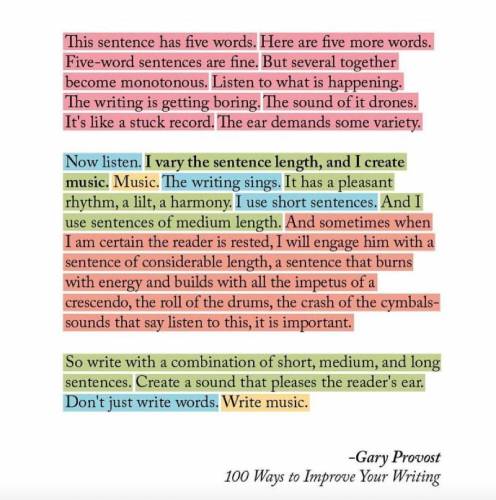 This sentence has five words. Here are five more words.
Five-word sentences are fine. But several together
become monotonous. Listen to what is happening.
The writing is getting boring. The sound of it drones.
It's like a stuck record. The ear demands some variety.
Now listen. I vary the sentence length, and I create
music. Music. The writing sings. It has a pleasant
rhythm, a lilt, a harmony. I use short sentences. And I
use sentences of medium length. And sometimes when
I am certain the reader is rested, I will engage him with a
sentence of considerable length, a sentence that burns
with energy and builds with all the impetus of a
crescendo, the roll of the drums, the crash of the cymbals-
sounds that say listen to this, it is important.
So write with a combination of short, medium, and long
sentences. Create a sound that pleases the reader's ear.
Don't just write words. Write music.
-Gary Provost
100 Ways to Improve Your Writing